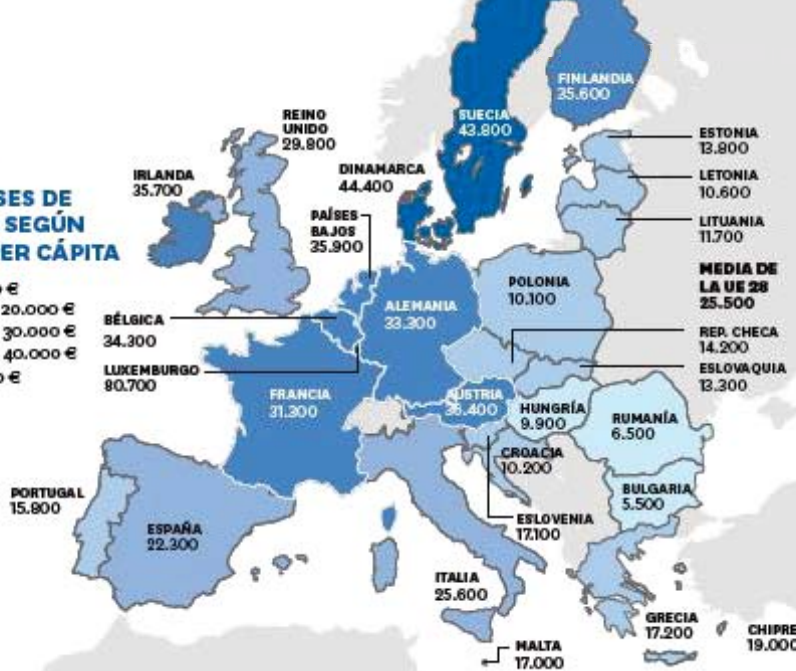 FINLANDIA
35.600
SUECIA
43.800
REINO
UNIDO
29.800
ESTONIA
13.800
LETONIA
10.600
LITUANIA
11.700
IRLANDA
35.700
DINAMARCA
44.400
PAÍSES
BAJOS
35.900
SES DE
SEGÚN
ER CÁPITA
€
20.000 €
30.000 €
40.000 €
€
MEDIA DE
LA UE 28
25.500
POLONIA
10.100
ALEMANIA
33.300
BÉLGICA
34.300
REP. CHECA
14.200
LUXEMBURGO
80.700
ESLOVAQUIA
13.300
FRANCIA
31.300
AUSTRIA
36.400
HUNGRÍA
9.900
RUMANÍA
6.500
CROACIA
10.200
BULGARIA
5.500
PORTUGAL
15.800
ESPAÑA
22.300
ESLOVENIA
17.100
ITALIA
25.600
GRECIA
17.200
CHIPRE
19.000
MALTA
17.000